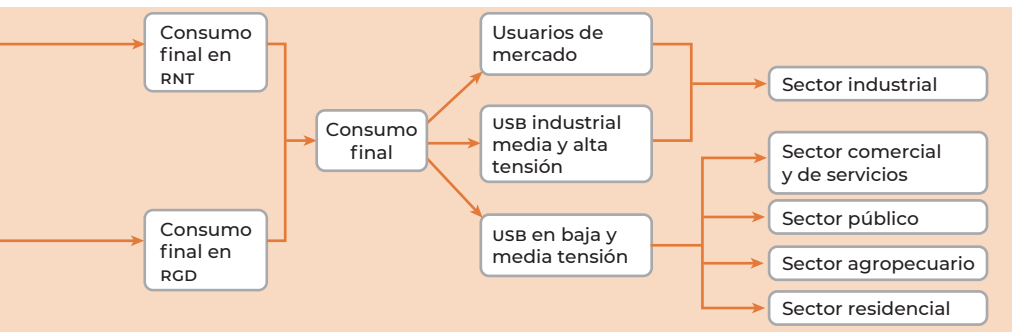 Consumo
final en
RNT
Consumo
final en
RGD
Consumo
final
Usuarios de
mercado
USB industrial
media y alta
tensión
USB en baja y
media tensión
Sector industrial
Sector comercial
y de servicios
Sector público
Sector agropecuario
Sector residencial